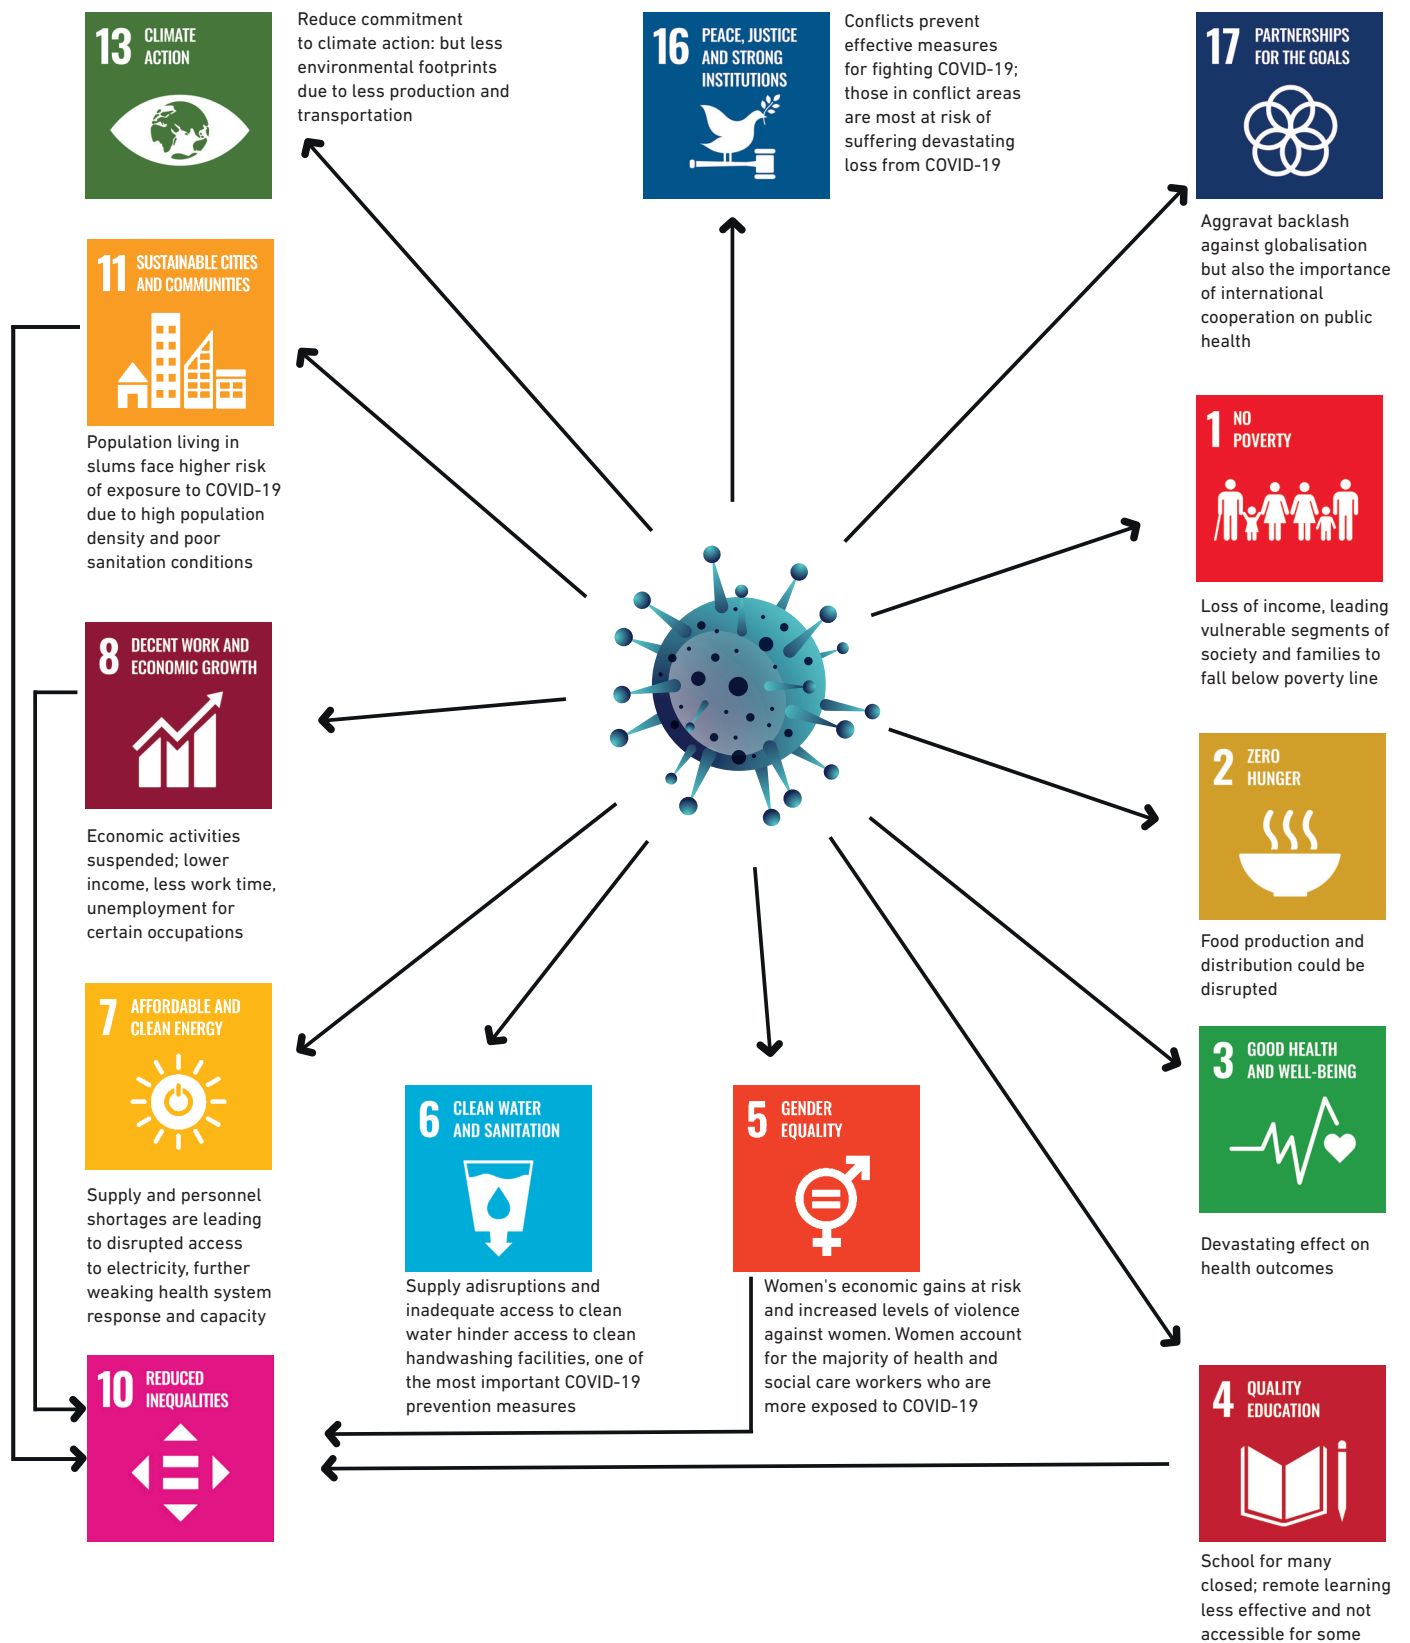 13 CLIMATE
ACTION
Reduce commitment
to climate action: but less
environmental footprints
due to less production and
transportation
16 PEACE, JUSTICE
AND STRONG
INSTITUTIONS
Conflicts prevent
effective measures
for fighting COVID-19;
those in conflict areas
are most at risk of
suffering devastating
loss from COVID-19
17 PARTNERSHIPS
FOR THE GOALS
Aggravat backlash
against globalisation
but also the importance
of international
cooperation on public
health
11 SUSTAINABLE CITIES
AND COMMUNITIES
Population living in
slums face higher risk
of exposure to COVID-19
due to high population
density and poor
sanitation conditions
1 NO
POVERTY
Loss of income, leading
vulnerable segments of
society and families to
fall below poverty line
8 DECENT WORK AND
ECONOMIC GROWTH
Economic activities
suspended; lower
income, less work time,
unemployment for
certain occupations
2 ZERO
HUNGER
Food production and
distribution could be
disrupted
7 AFFORDABLE AND
CLEAN ENERGY
Supply and personnel
shortages are leading
to disrupted access
to electricity, further
weaking health system
response and capacity
6 CLEAN WATER
AND SANITATION
Supply adisruptions and
inadequate access to clean
water hinder access to clean
handwashing facilities, one of
the most important COVID-19
prevention measures
5 GENDER
EQUALITY
Women's economic gains at risk
and increased levels of violence
against women. Women account
for the majority of health and
social care workers who are
more exposed to COVID-19
3 GOOD HEALTH
AND WELL-BEING
Devastating effect on
health outcomes
10 REDUCED
INEQUALITIES
4 QUALITY
EDUCATION
School for many
closed; remote learning
less effective and not
accessible for some